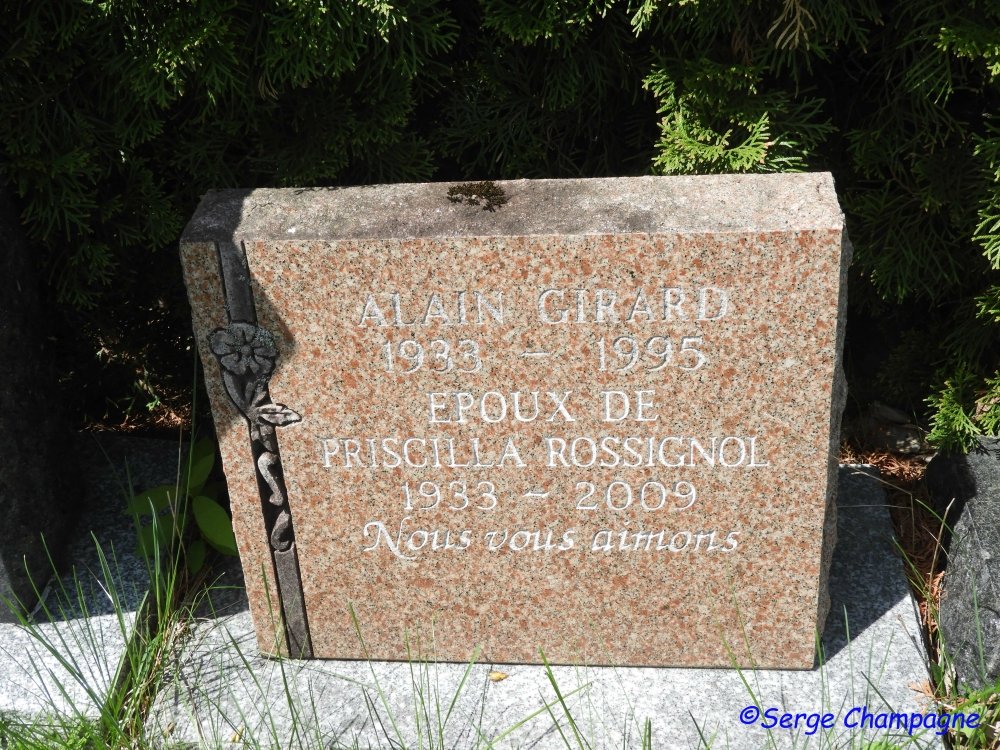 ALAIN GIRARD
1933 – 1995
EPOUX DE
PRISCILLA ROSSIGNOL
1933 – 2009
Nous vous aimons
©Serge Champagne